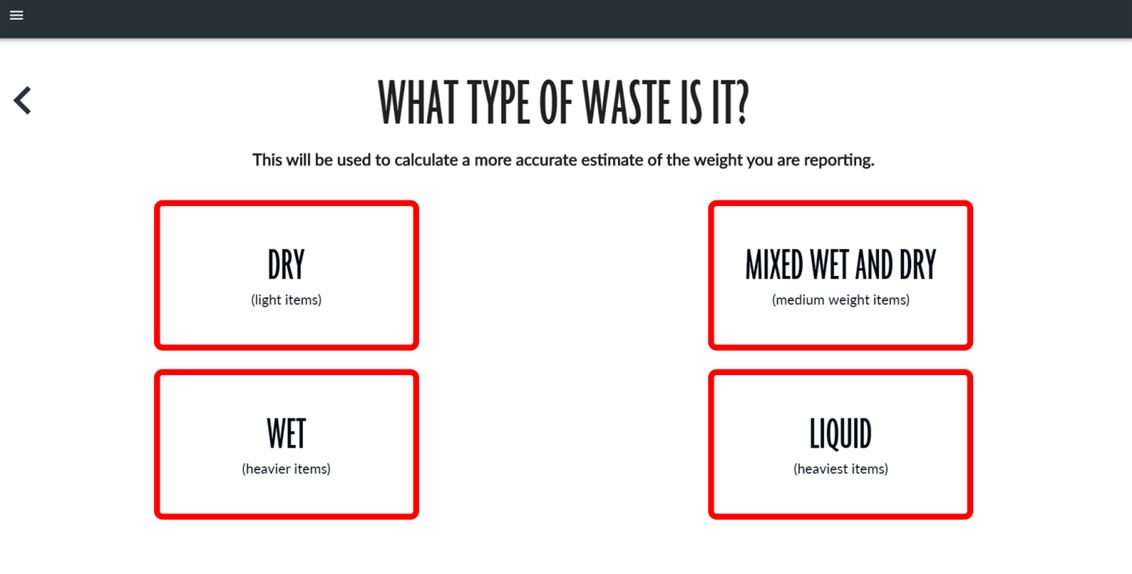 WHAT TYPE OF WASTE IS IT?
This will be used to calculate a more accurate estimate of the weight you are reporting.
DRY
(light items)
MIXED WET AND DRY
(medium weight items)
WET
(heavier items)
LIQUID
(heaviest items)